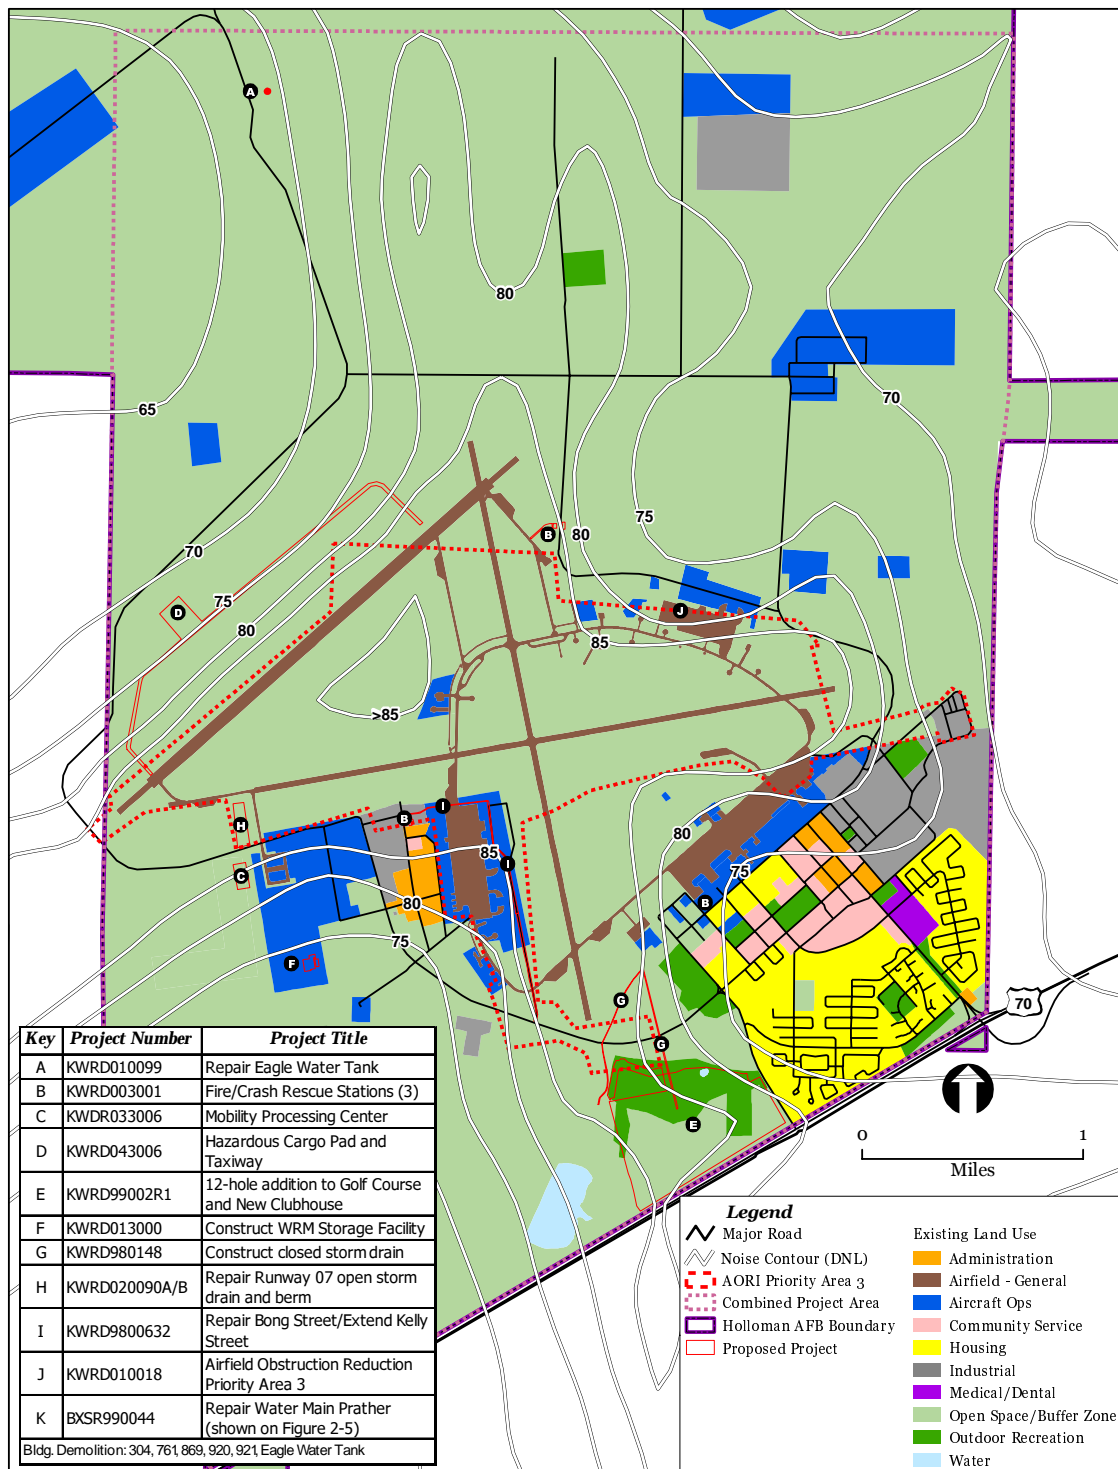 A
80
65
70
75
B
80
70
75
D
80
J
85
>85
I
H
B
80
85
I
75
C
80
B
75
F
G
70
G
E
Key Project Number Project Title
A KWRD010099 Repair Eagle Water Tank
B KWRD003001 Fire/Crash Rescue Stations (3)
C KWDR033006 Mobility Processing Center
D KWRD043006 Hazardous Cargo Pad and
Taxiway
E KWRD99002R1 12-hole addition to Golf Course
and New Clubhouse
F KWRD013000 Construct WRM Storage Facility
G KWRD980148 Construct closed storm drain
H KWRD020090A/B Repair Runway 07 open storm
drain and berm
I KWRD9800632 Repair Bong Street/Extend Kelly
Street
J KWRD010018 Airfield Obstruction Reduction
Priority Area 3
K BXSR990044 Repair Water Main Prather
(shown on Figure 2-5)
Bldg. Demolition: 304, 761, 869, 920, 921, Eagle Water Tank
0 1
Miles
Legend
Major Road
Noise Contour (DNL)
AORI Priority Area 3
Combined Project Area
Holloman AFB Boundary
Proposed Project
Existing Land Use
Administration
Airfield - General
Aircraft Ops
Community Service
Housing
Industrial
Medical/Dental
Open Space/Buffer Zone
Outdoor Recreation
Water